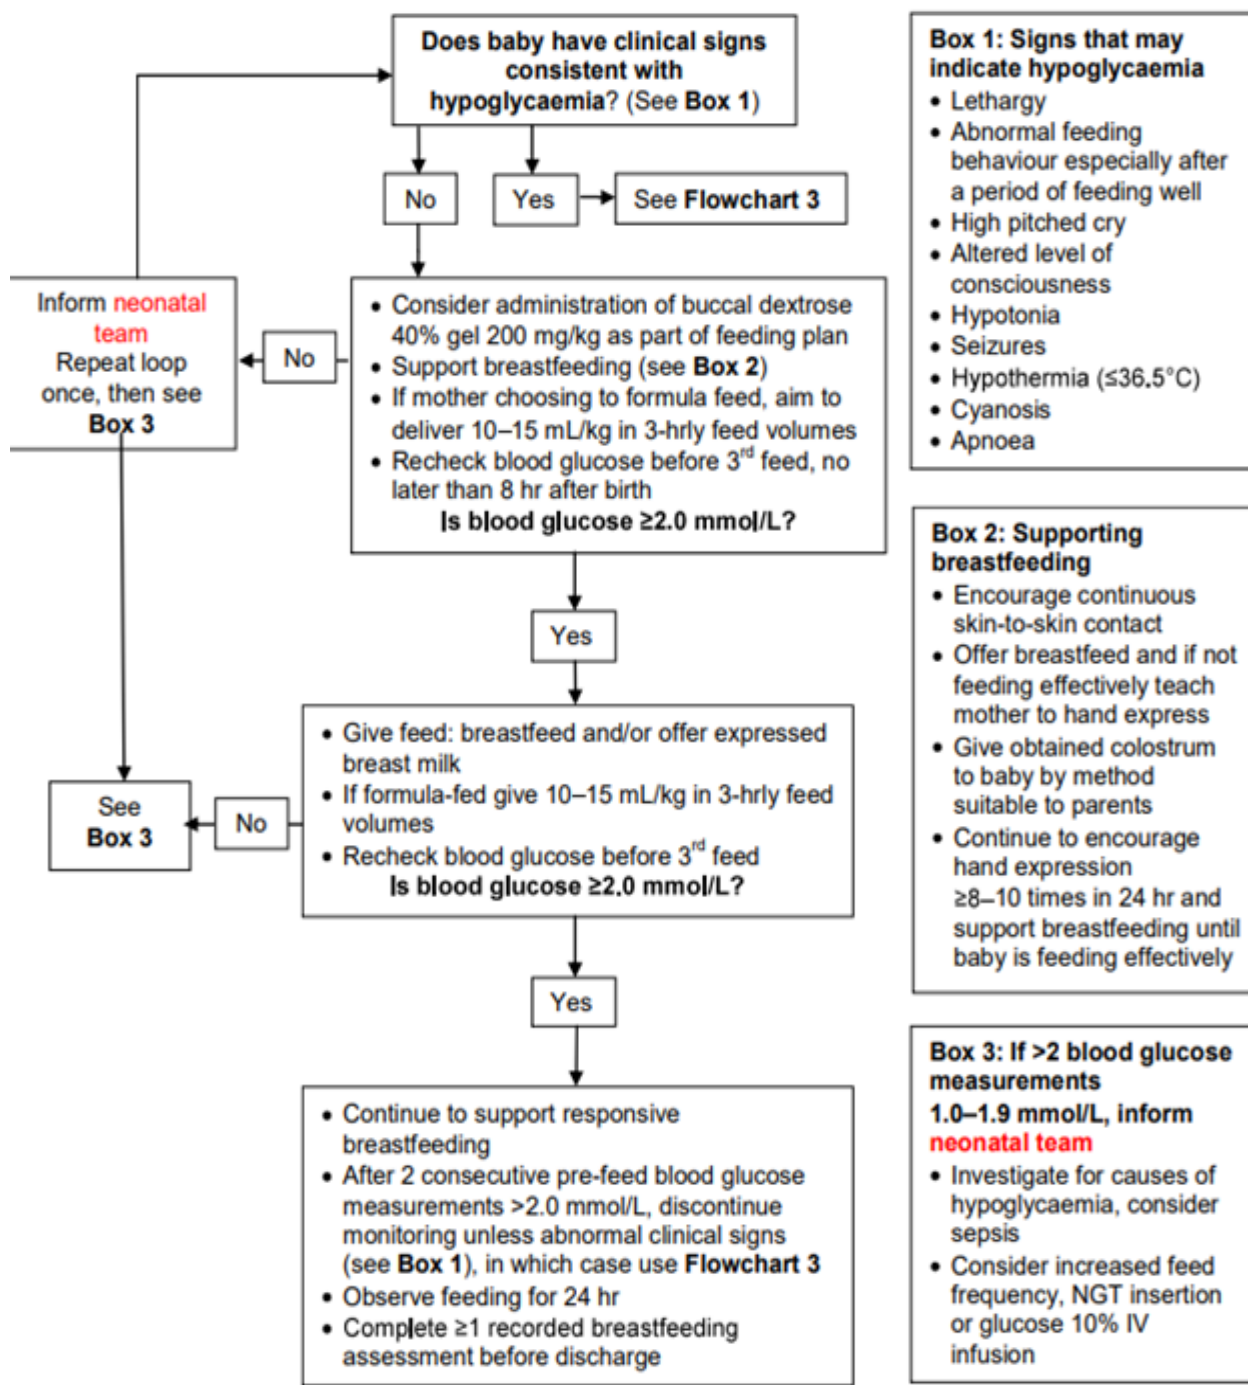 Does baby have clinical signs
consistent with
hypoglycaemia? (See Box 1)
No
Yes
See Flowchart 3
Inform neonatal
team
Repeat loop
once, then see
Box 3
No
• Consider administration of buccal dextrose
40% gel 200 mg/kg as part of feeding plan
• Support breastfeeding (see Box 2)
• If mother choosing to formula feed, aim to
deliver 10–15 mL/kg in 3-hrly feed volumes
• Recheck blood glucose before 3rd feed, no
later than 8 hr after birth
Is blood glucose ≥2.0 mmol/L?
Yes
• Give feed: breastfeed and/or offer expressed
breast milk
• If formula-fed give 10–15 mL/kg in 3-hrly feed
volumes
• Recheck blood glucose before 3rd feed
Is blood glucose ≥2.0 mmol/L?
No
See
Box 3
Yes
• Continue to support responsive
breastfeeding
• After 2 consecutive pre-feed blood glucose
measurements >2.0 mmol/L, discontinue
monitoring unless abnormal clinical signs
(see Box 1), in which case use Flowchart 3
• Observe feeding for 24 hr
• Complete ≥1 recorded breastfeeding
assessment before discharge
Box 1: Signs that may
indicate hypoglycaemia
• Lethargy
• Abnormal feeding
behaviour especially after
a period of feeding well
• High pitched cry
• Altered level of
consciousness
• Hypotonia
• Seizures
• Hypothermia (≤36.5°C)
• Cyanosis
• Apnoea
Box 2: Supporting
breastfeeding
• Encourage continuous
skin-to-skin contact
• Offer breastfeed and if not
feeding effectively teach
mother to hand express
• Give obtained colostrum
to baby by method
suitable to parents
• Continue to encourage
hand expression
≥8–10 times in 24 hr and
support breastfeeding until
baby is feeding effectively
Box 3: If >2 blood glucose
measurements
1.0–1.9 mmol/L, inform
neonatal team
• Investigate for causes of
hypoglycaemia, consider
sepsis
• Consider increased feed
frequency, NGT insertion
or glucose 10% IV
infusion